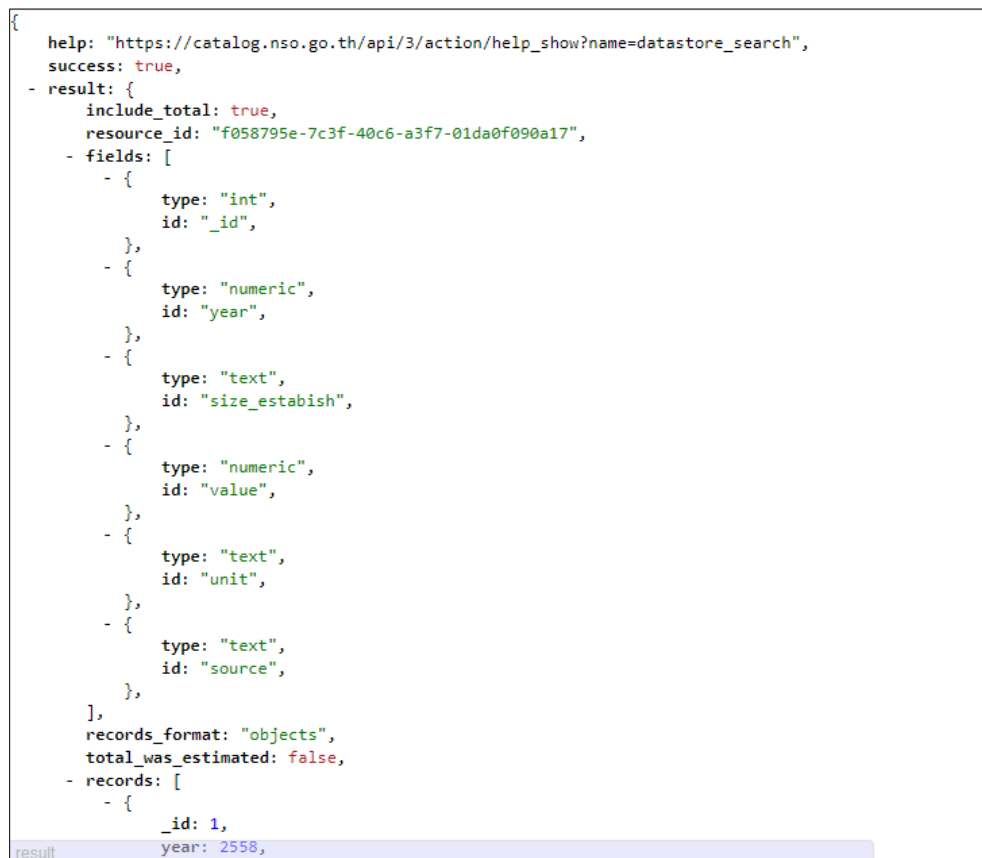 {
help: "https://catalog.nso.go.th/api/3/action/help_show?name=datastore_search",
success: true,
- result: {
include_total: true,
resource_id: "f058795e-7c3f-40c6-a3f7-01da0f090a17",
- fields: [
- {
type: "int",
id: "_id",
},
- {
type: "numeric",
id: "year",
},
- {
type: "text",
id: "size_estabish",
},
- {
type: "numeric",
id: "value",
},
- {
type: "text",
id: "unit",
},
- {
type: "text",
id: "source",
},
],
records_format: "objects",
total_was_estimated: false,
- records: [
- {
_id: 1,
year: 2558,
result